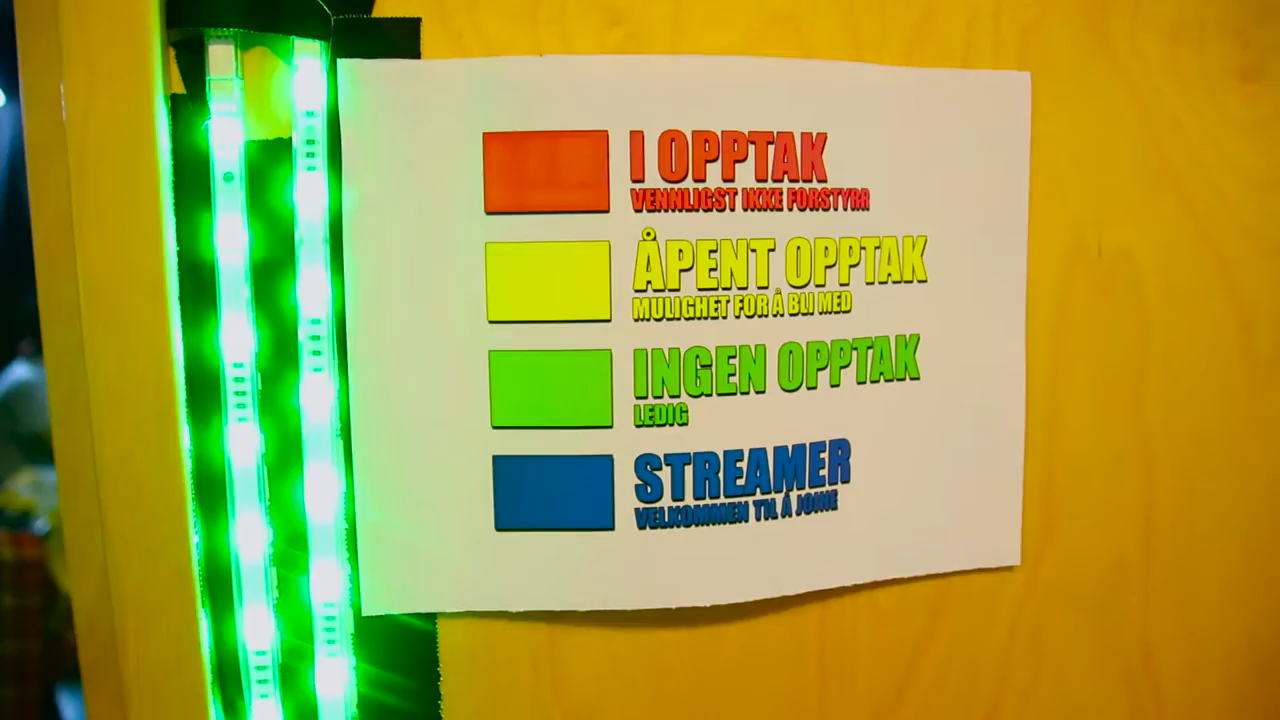 I OPPTAK
VENNLIGST IKKE FORSTYRR
ÅPENT OPPTAK
MULIGHET FOR Å BLI MED
INGEN OPPTAK
LEDIG
STREAMER
VELKOMMEN TIL Å JOINE